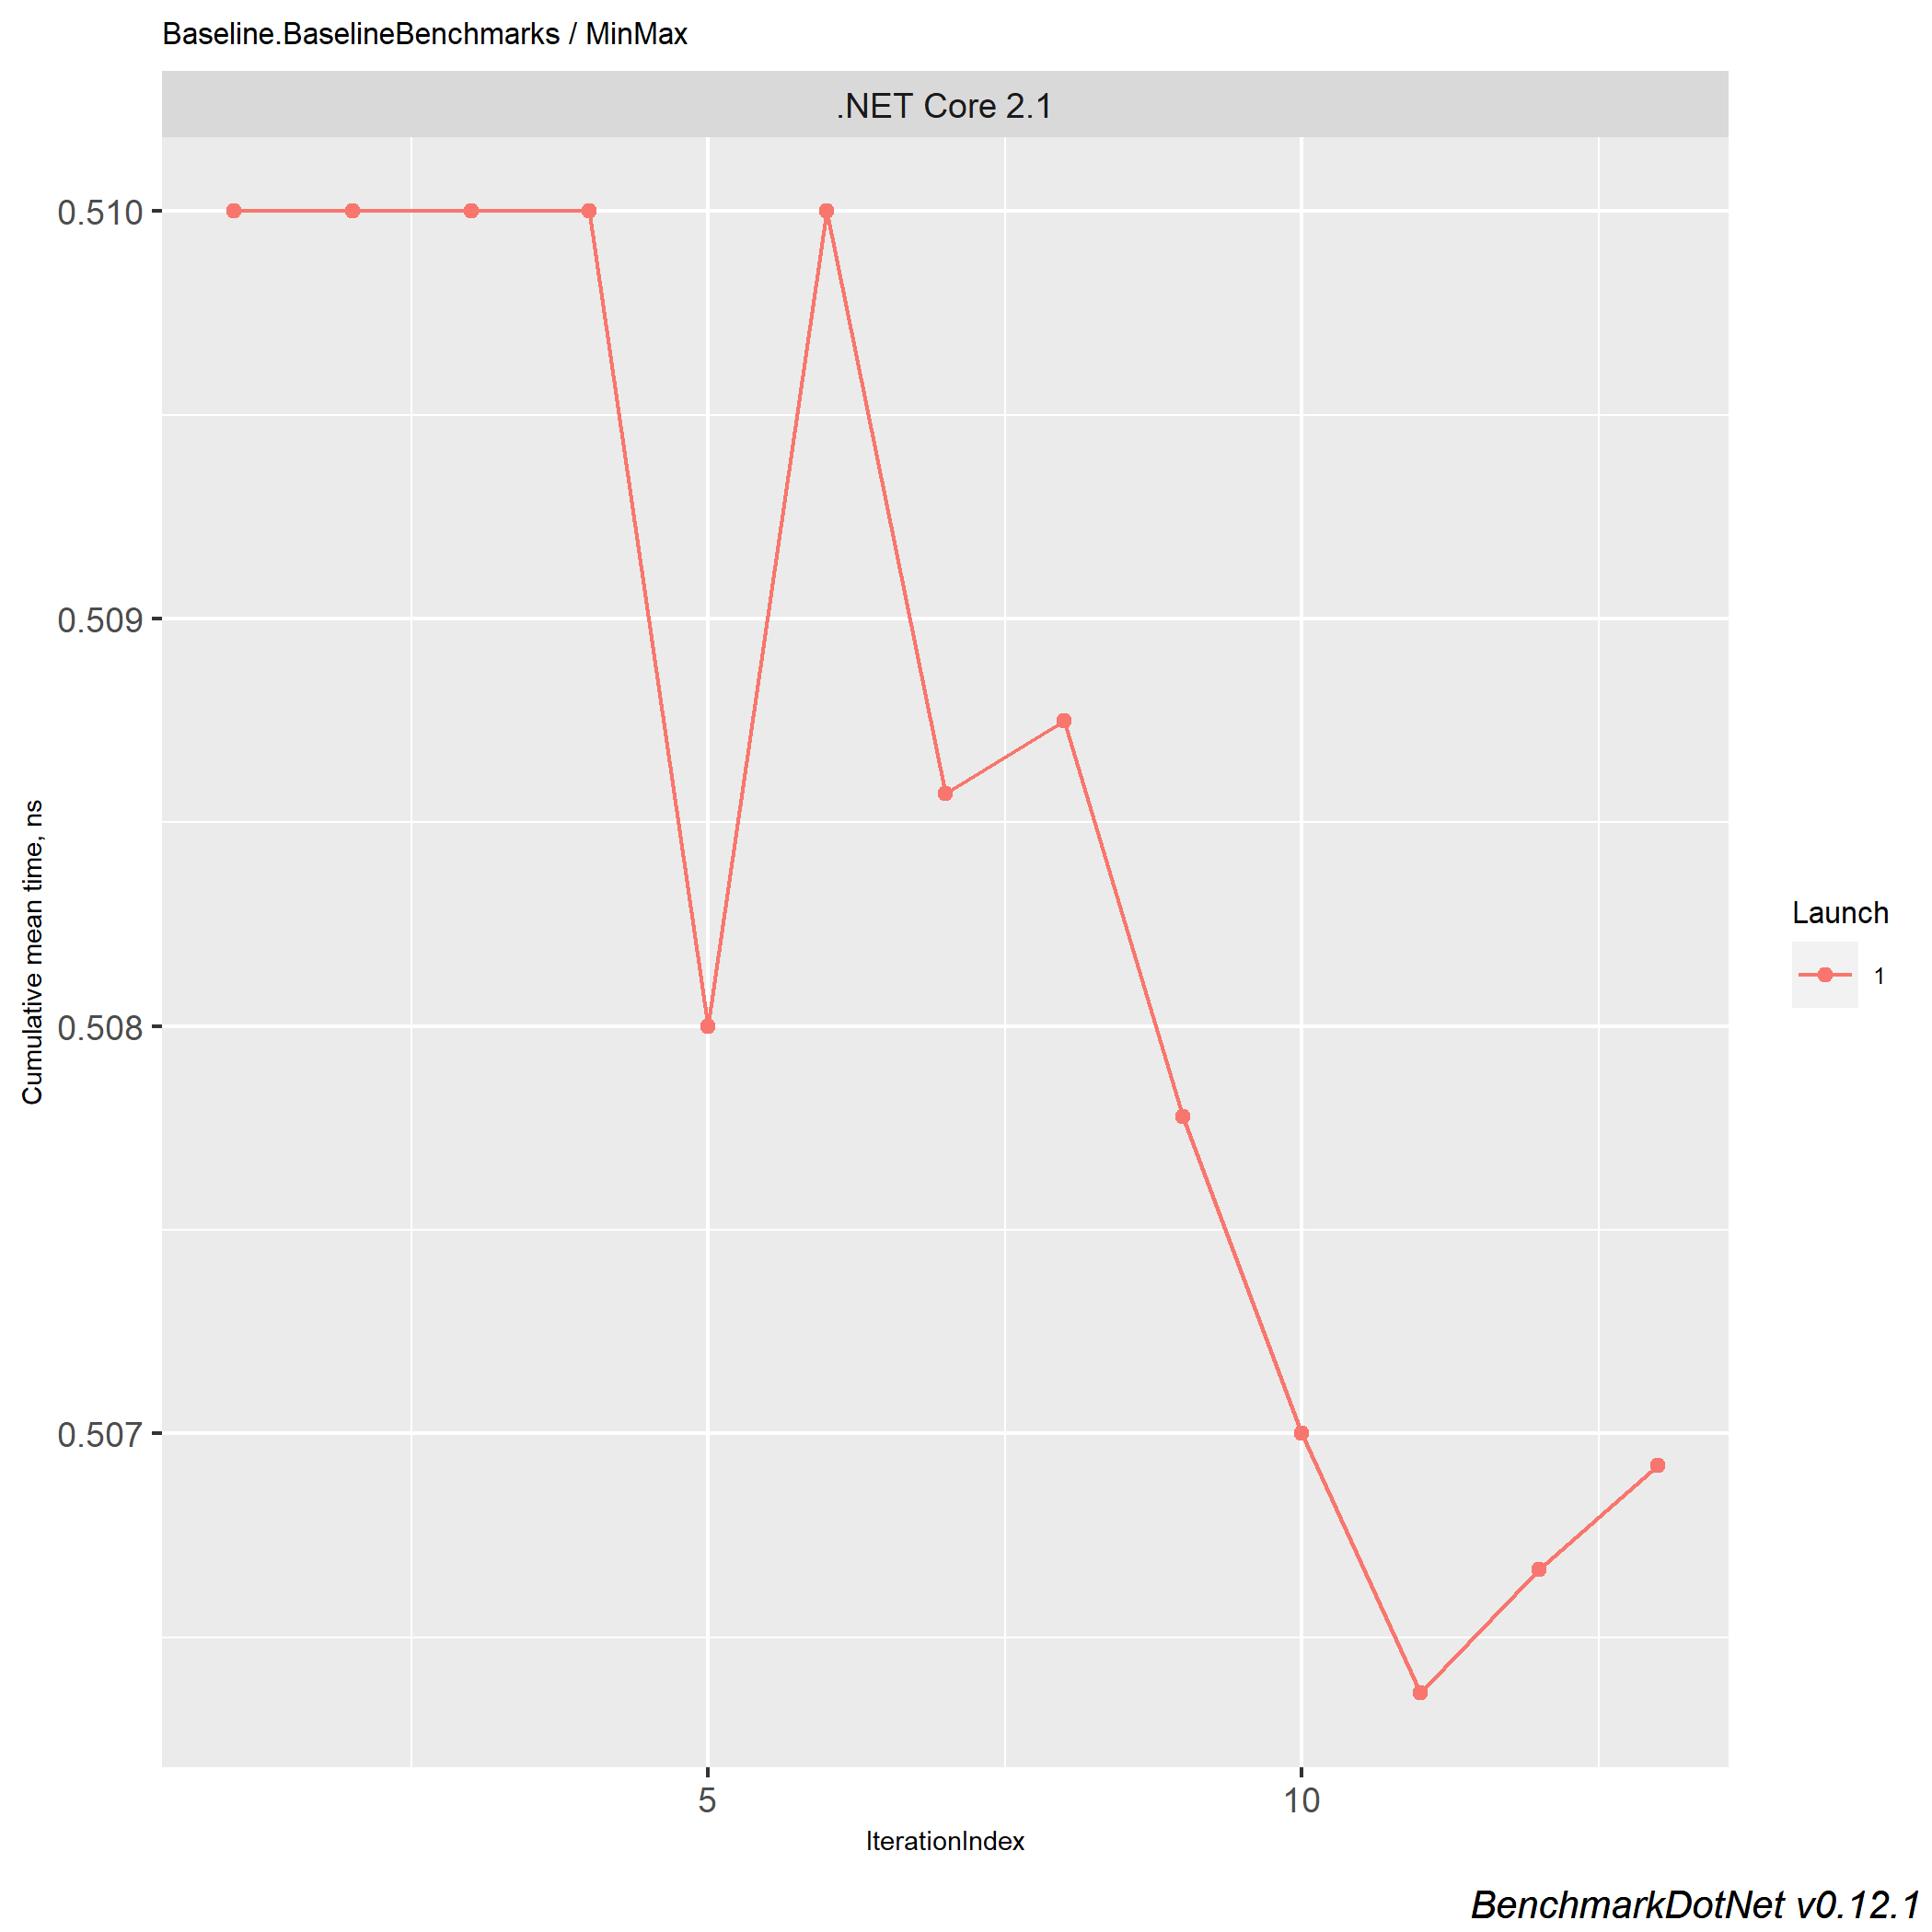 Baseline.BaselineBenchmarks / MinMax
.NET Core 2.1
0.510
0.509
0.508
0.507
Cumulative mean time, ns
5
10
IterationIndex
Launch
1
BenchmarkDotNet v0.12.1